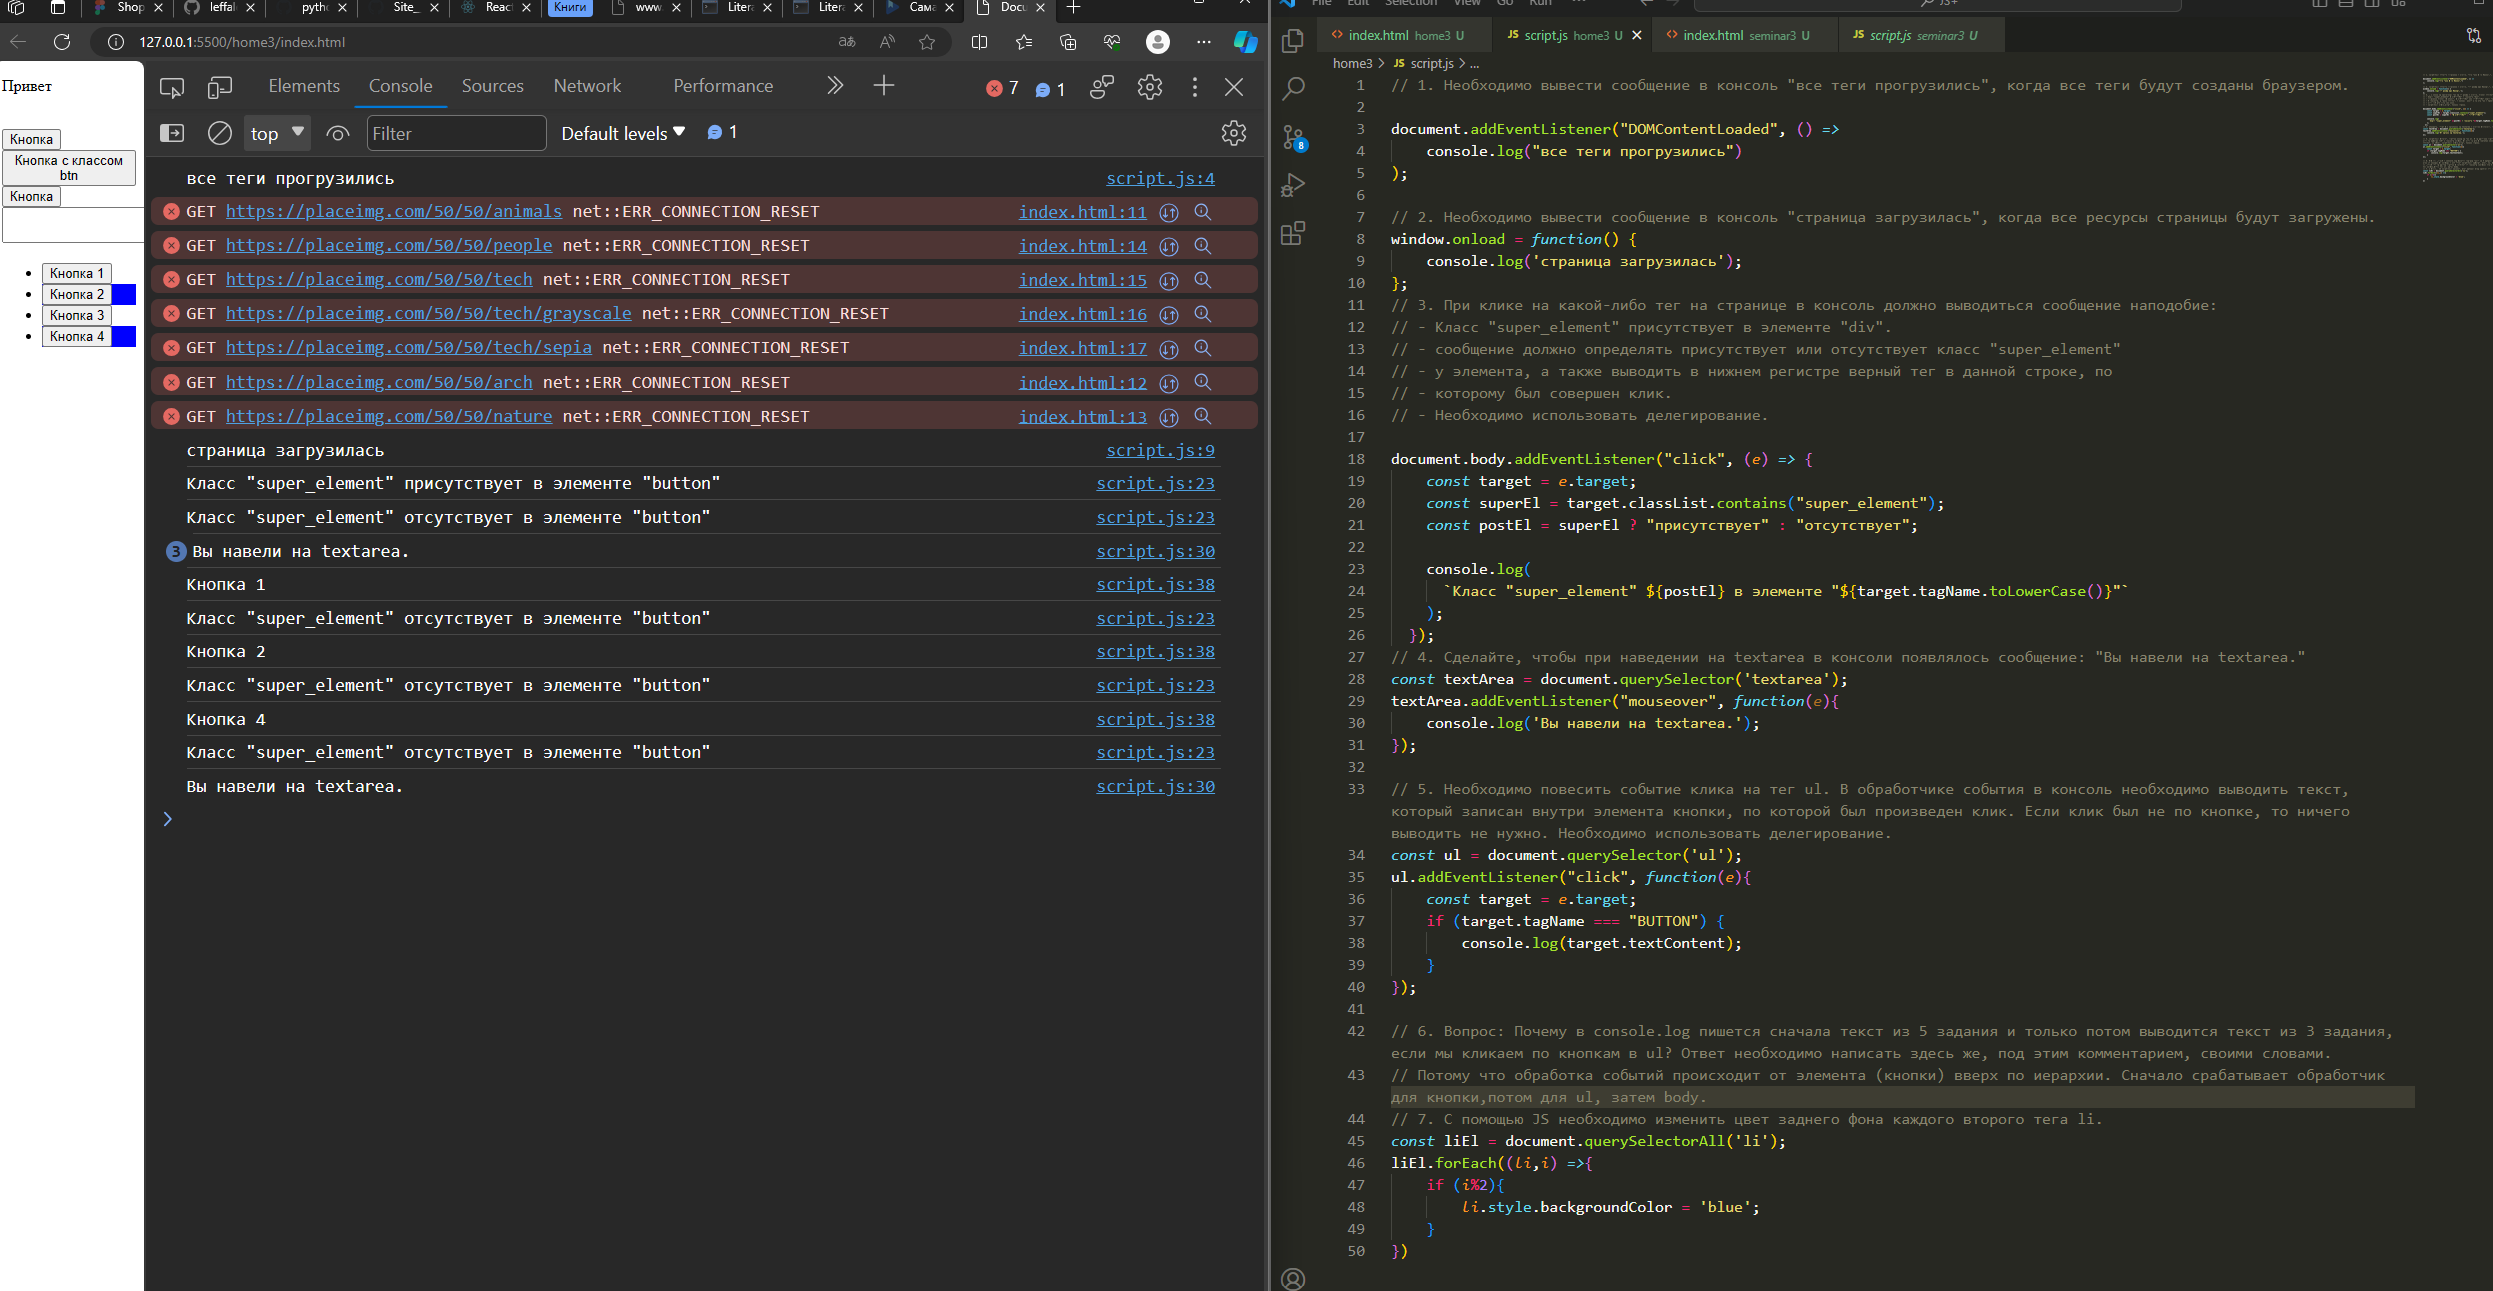 Shop
leffal
pyth
Site_
Reac
Книги
www.
Litera
Litera
Сама
Docu
127.0.0.1:5500/home3/index.html
Привет
Кнопка
Кнопка с классом
btn
Кнопка
Кнопка 1
Кнопка 2
Кнопка 3
Кнопка 4
Elements Console Sources Network Performance 7 1
top Filter Default levels 1
все теги прогрузились script.js:4
GET https://placeimg.com/50/50/animals net::ERR_CONNECTION_RESET index.html:11
GET https://placeimg.com/50/50/people net::ERR_CONNECTION_RESET index.html:14
GET https://placeimg.com/50/50/tech net::ERR_CONNECTION_RESET index.html:15
GET https://placeimg.com/50/50/tech/grayscale net::ERR_CONNECTION_RESET index.html:16
GET https://placeimg.com/50/50/tech/sepia net::ERR_CONNECTION_RESET index.html:17
GET https://placeimg.com/50/50/arch net::ERR_CONNECTION_RESET index.html:12
GET https://placeimg.com/50/50/nature net::ERR_CONNECTION_RESET index.html:13
страница загрузилась script.js:9
Класс "super_element" присутствует в элементе "button" script.js:23
Класс "super_element" отсутствует в элементе "button" script.js:23
3 Вы навели на textarea. script.js:30
Кнопка 1 script.js:38
Класс "super_element" отсутствует в элементе "button" script.js:23
Кнопка 2 script.js:38
Класс "super_element" отсутствует в элементе "button" script.js:23
Кнопка 4 script.js:38
Класс "super_element" отсутствует в элементе "button" script.js:23
Вы навели на textarea. script.js:30
File Edit Selection View Go Run
index.html home3 U JS script.js home3 U index.html seminar3 U JS script.js seminar3 U
home3 > JS script.js > ...
8
1 // 1. Необходимо вывести сообщение в консоль "все теги прогрузились", когда все теги будут созданы браузером.
2
3 document.addEventListener("DOMContentLoaded", () =>
4 console.log("все теги прогрузились")
5 );
6
7 // 2. Необходимо вывести сообщение в консоль "страница загрузилась", когда все ресурсы страницы будут загружены.
8 window.onload = function() {
9 console.log('страница загрузилась');
10 };
11 // 3. При клике на какой-либо тег на странице в консоль должно выводиться сообщение наподобие:
12 // - Класс "super_element" присутствует в элементе "div".
13 // - сообщение должно определять присутствует или отсутствует класс "super_element"
14 // - у элемента, а также выводить в нижнем регистре верный тег в данной строке, по
15 // - которому был совершен клик.
16 // - Необходимо использовать делегирование.
17
18 document.body.addEventListener("click", (e) => {
19 const target = e.target;
20 const superEl = target.classList.contains("super_element");
21 const postEl = superEl ? "присутствует" : "отсутствует";
22
23 console.log(
24 `Класс "super_element" ${postEl} в элементе "${target.tagName.toLowerCase()}"`
25 );
26 });
27 // 4. Сделайте, чтобы при наведении на textarea в консоли появлялось сообщение: "Вы навели на textarea."
28 const textArea = document.querySelector('textarea');
29 textArea.addEventListener("mouseover", function(e){
30 console.log('Вы навели на textarea.');
31 });
32
33 // 5. Необходимо повесить событие клика на тег ul. В обработчике события в консоль необходимо выводить текст,
который записан внутри элемента кнопки, по которой был произведен клик. Если клик был не по кнопке, то ничего
выводить не нужно. Необходимо использовать делегирование.
34 const ul = document.querySelector('ul');
35 ul.addEventListener("click", function(e){
36 const target = e.target;
37 if (target.tagName === "BUTTON") {
38 console.log(target.textContent);
39 }
40 });
41
42 // 6. Вопрос: Почему в console.log пишется сначала текст из 5 задания и только потом выводится текст из 3 задания,
если мы кликаем по кнопкам в ul? Ответ необходимо написать здесь же, под этим комментарием, своими словами.
43 // Потому что обработка событий происходит от элемента (кнопки) вверх по иерархии. Сначало срабатывает обработчик
для кнопки,потом для ul, затем body.
44 // 7. С помощью JS необходимо изменить цвет заднего фона каждого второго тега li.
45 const liEl = document.querySelectorAll('li');
46 liEl.forEach((li,i) =>{
47 if (i%2){
48 li.style.backgroundColor = 'blue';
49 }
50 })